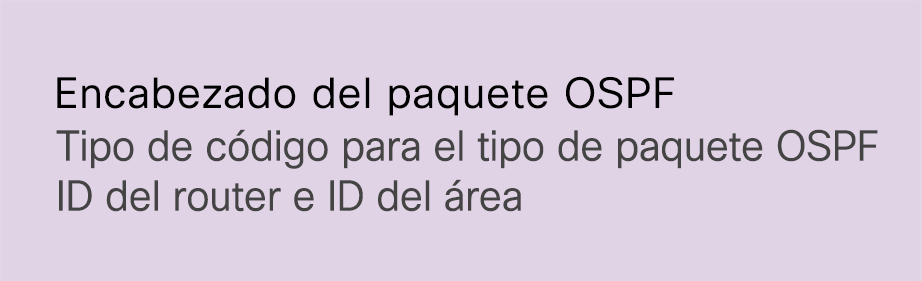 Encabezado del paquete OSPF
Tipo de código para el tipo de paquete OSPF
ID del router e ID del área